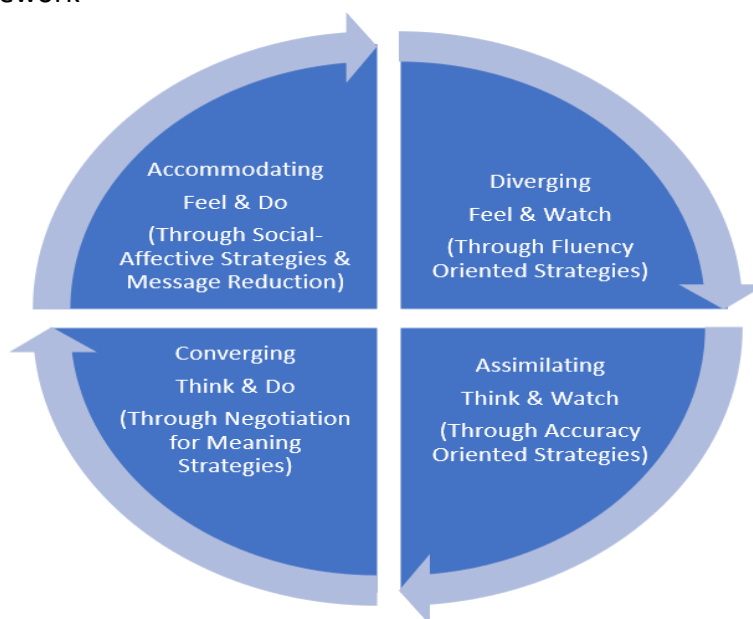 Accommodating
Feel & Do
(Through Social-
Affective Strategies &
Message Reduction)
Diverging
Feel & Watch
(Through Fluency
Oriented Strategies)
Converging
Think & Do
(Through Negotiation
for Meaning
Strategies)
Assimilating
Think & Watch
(Through Accuracy
Oriented Strategies)